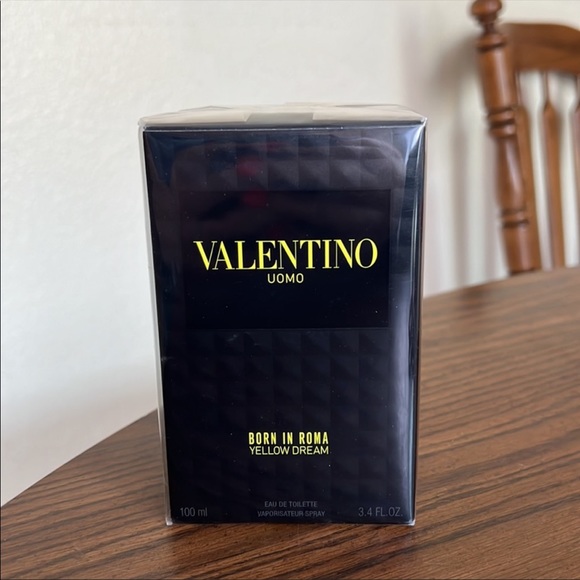 VALENTINO
UOMO
BORN IN ROMA
YELLOW DREAM
EAU DE TOILETTE
100 ml VAPORISATEUR SPRAY 3.4 FL.OZ.